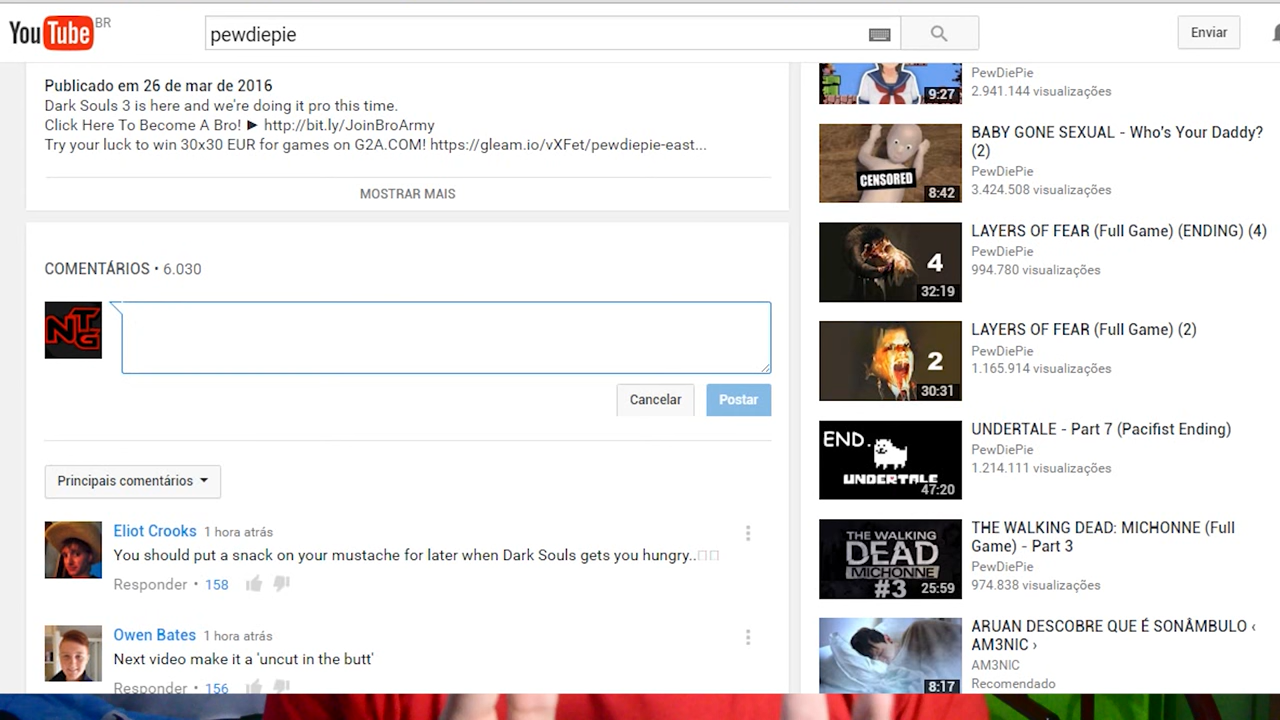 YouTube BR
pewdiepie
Enviar
Publicado em 26 de mar de 2016
Dark Souls 3 is here and we're doing it pro this time.
Click Here To Become A Bro! ► http://bit.ly/JoinBroArmy
Try your luck to win 30x30 EUR for games on G2A.COM! https://gleam.io/vXFet/pewdiepie-east...
MOSTRAR MAIS
COMENTÁRIOS • 6.030
NTG
Cancelar
Postar
Principais comentários
Eliot Crooks 1 hora atrás
You should put a snack on your mustache for later when Dark Souls gets you hungry..
Responder • 158
Owen Bates 1 hora atrás
Next video make it a 'uncut in the butt'
Responder • 156
9:27
PewDiePie
2.941.144 visualizações
CENSORED
8:42
BABY GONE SEXUAL - Who's Your Daddy?
(2)
PewDiePie
3.424.508 visualizações
4
32:19
LAYERS OF FEAR (Full Game) (ENDING) (4)
PewDiePie
994.780 visualizações
2
30:31
LAYERS OF FEAR (Full Game) (2)
PewDiePie
1.165.914 visualizações
END.
UNDERTALE
47:20
UNDERTALE - Part 7 (Pacifist Ending)
PewDiePie
1.214.111 visualizações
THE WALKING
DEAD
MICHONNE
#3
25:59
THE WALKING DEAD: MICHONNE (Full
Game) - Part 3
PewDiePie
974.838 visualizações
8:17
ARUAN DESCOBRE QUE É SONÂMBULO ‹
AM3NIC ›
AM3NIC
Recomendado